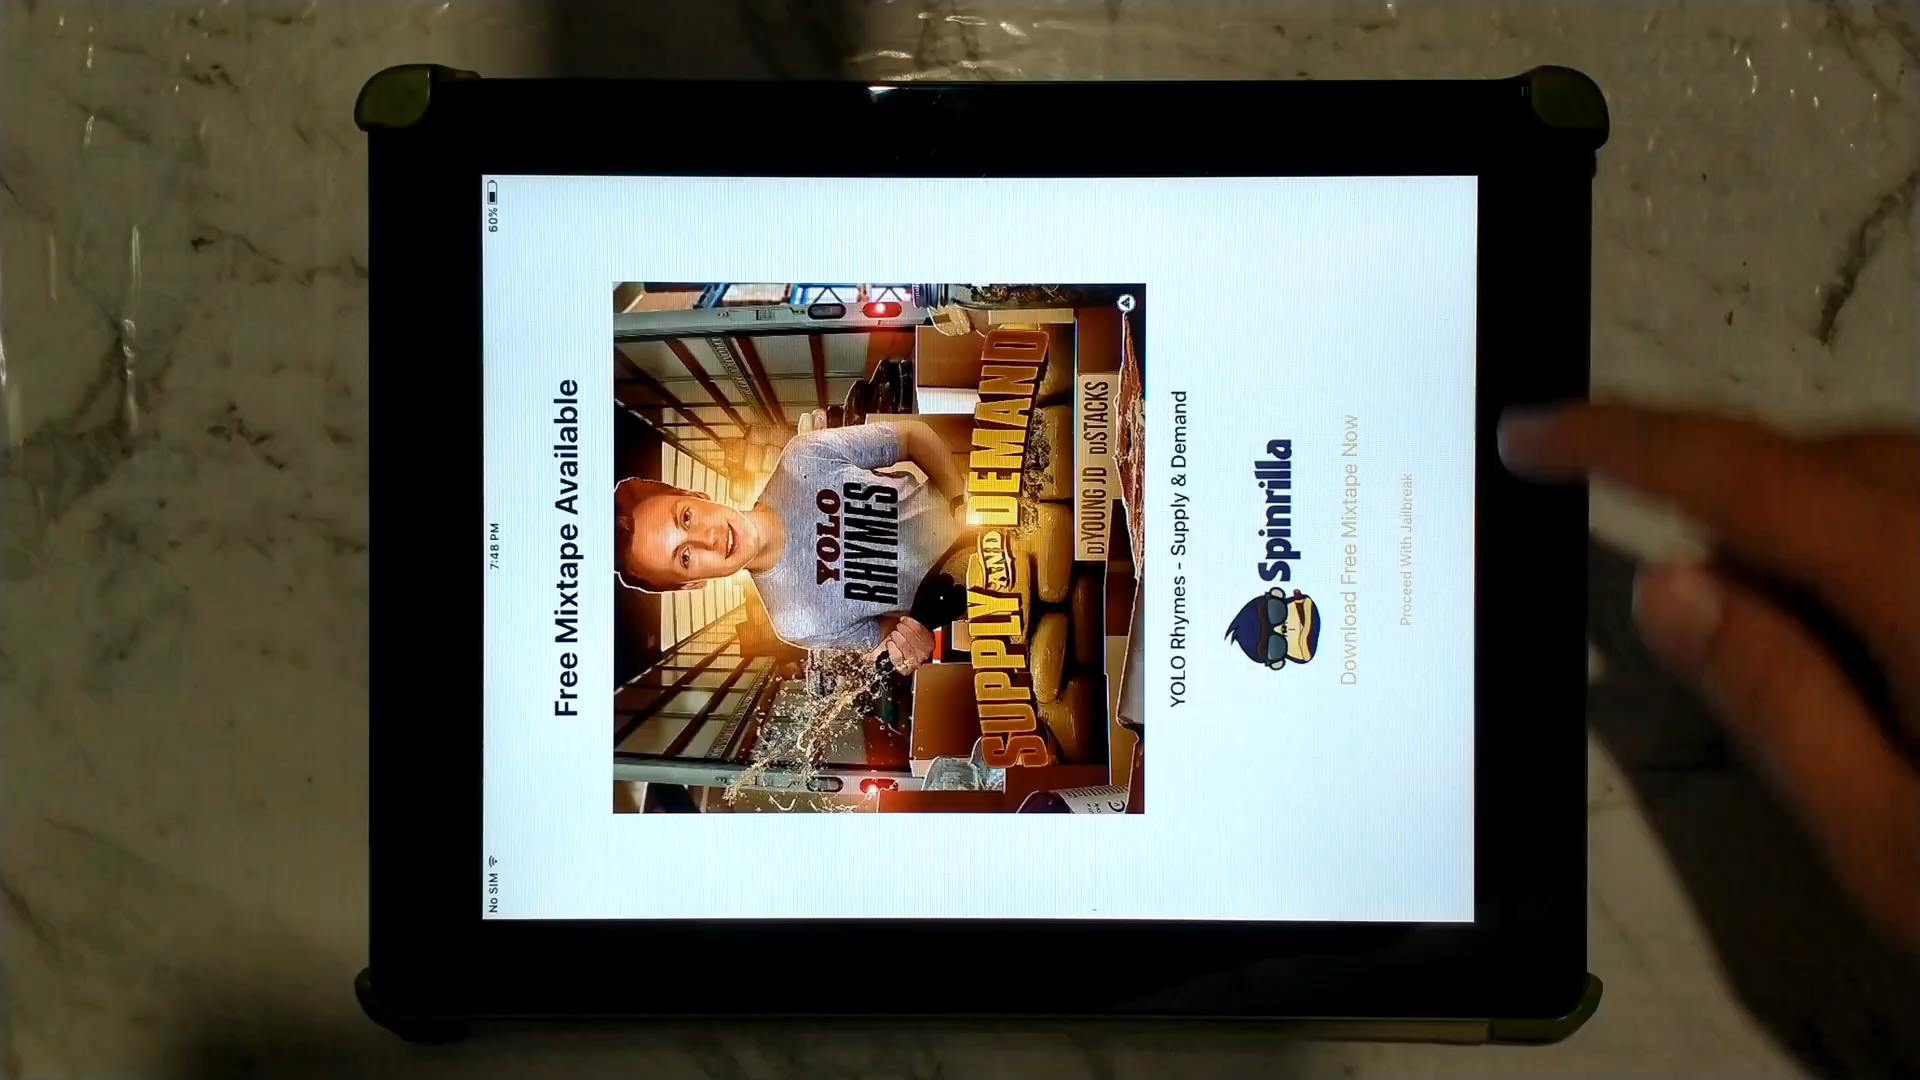 No SIM
7:48 PM
60%
Free Mixtape Available
YOLO
RHYMES
SUPPLY AND DEMAND
DJ YOUNG JD DJ STACKS
YOLO Rhymes - Supply & Demand
Spinrilla
Download Free Mixtape Now
Proceed With Jailbreak